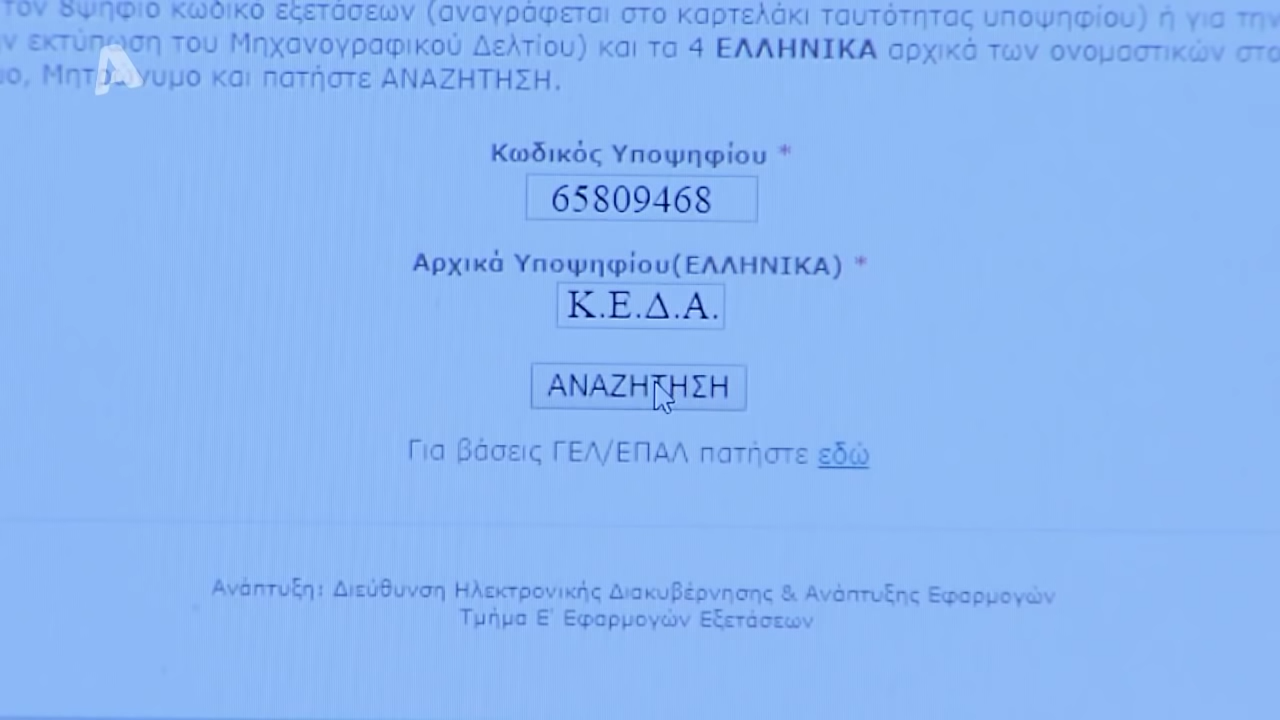 τον 8ψήφιο κωδικό εξετάσεων (αναγράφεται στο καρτελάκι ταυτότητας υποψηφίου) ή για την
εκτύπωση του Μηχανογραφικού Δελτίου) και τα 4 ΕΛΛΗΝΙΚΑ αρχικά των ονομαστικών
Μητρώνυμο και πατήστε ΑΝΑΖΗΤΗΣΗ.
Κωδικός Υποψηφίου *
65809468
Αρχικά Υποψηφίου(ΕΛΛΗΝΙΚΑ) *
Κ.Ε.Δ.Α.
ΑΝΑΖΗΤΗΣΗ
Για βάσεις ΓΕΛ/ΕΠΑΛ πατήστε εδώ
Ανάπτυξη: Διεύθυνση Ηλεκτρονικής Διακυβέρνησης & Ανάπτυξης Εφαρμογών
Τμήμα Ε' Εφαρμογών Εξετάσεων